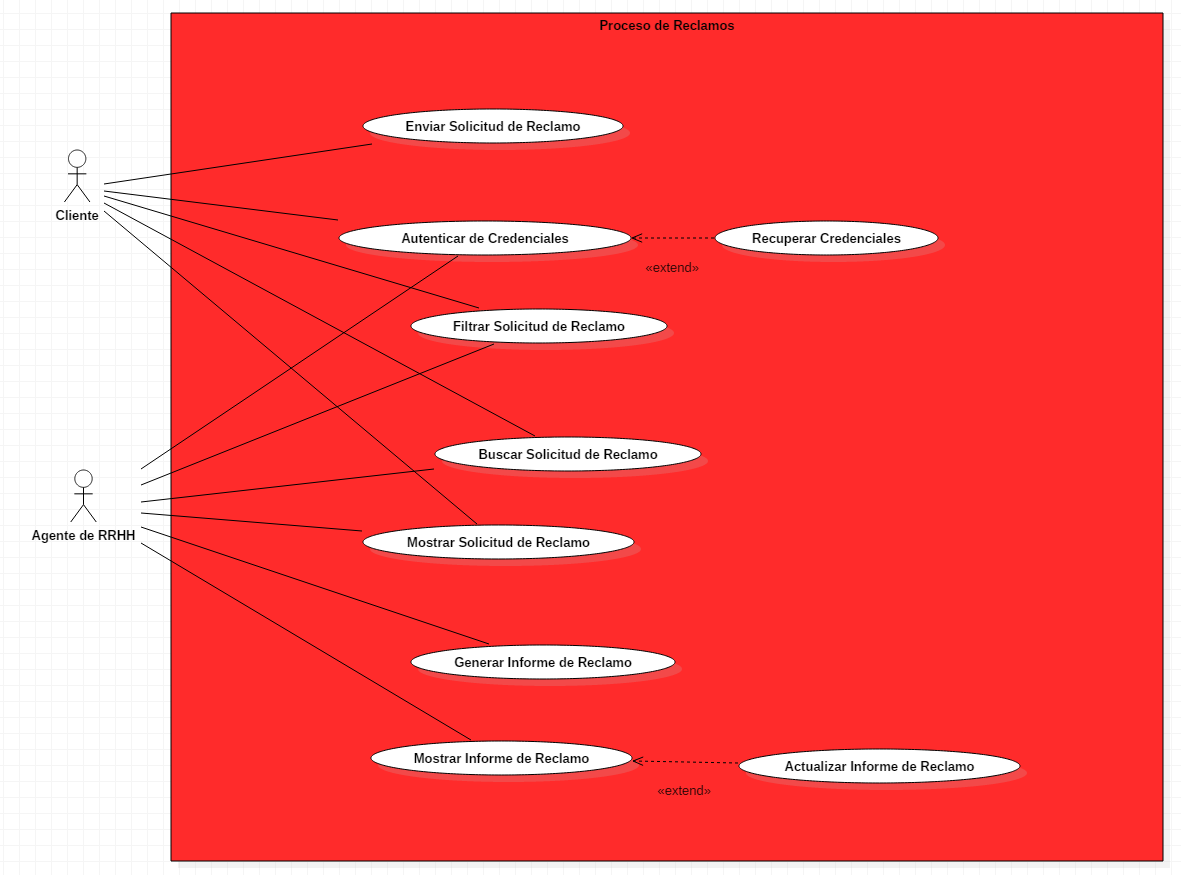 Proceso de Reclamos
Enviar Solicitud de Reclamo
Cliente
Autenticar de Credenciales
Recuperar Credenciales
«extend»
Filtrar Solicitud de Reclamo
Buscar Solicitud de Reclamo
Agente de RRHH
Mostrar Solicitud de Reclamo
Generar Informe de Reclamo
Mostrar Informe de Reclamo
Actualizar Informe de Reclamo
«extend»